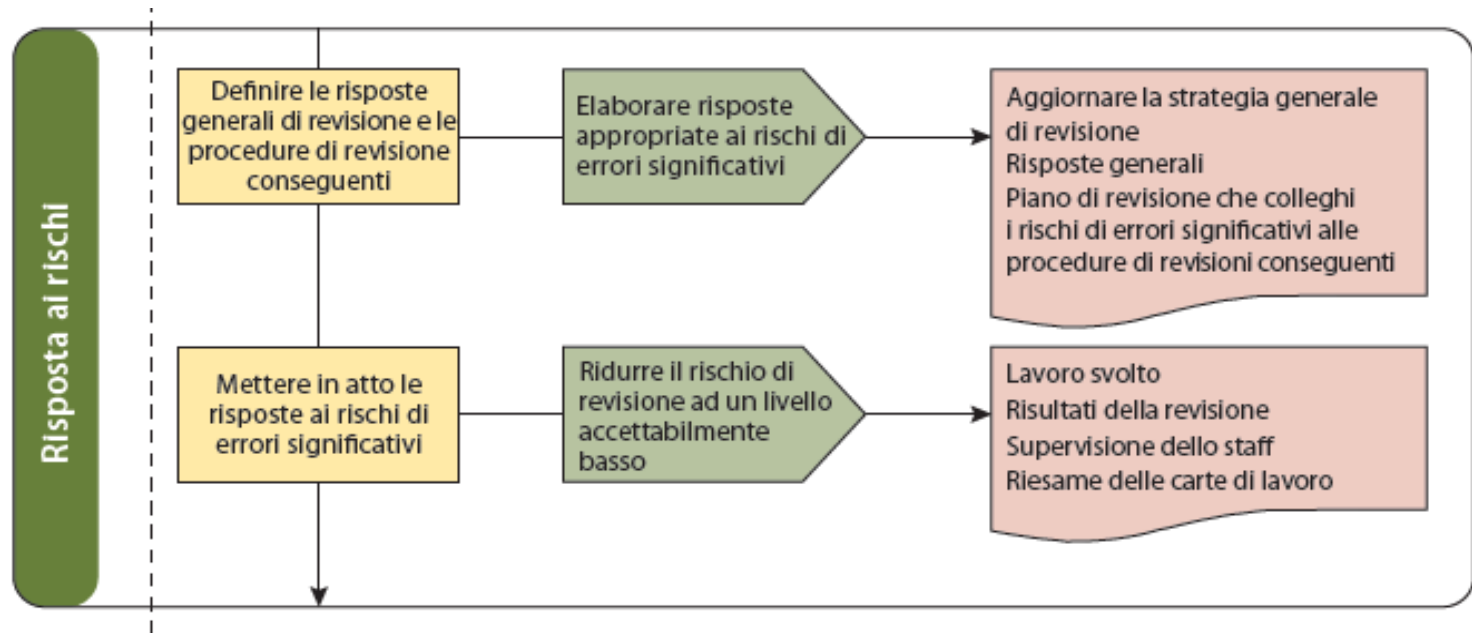 Risposta ai rischi
Definire le risposte
generali di revisione e le
procedure di revisione
conseguenti
Elaborare risposte
appropriate ai rischi di
errori significativi
Aggiornare la strategia generale
di revisione
Risposte generali
Piano di revisione che colleghi
i rischi di errori significativi alle
procedure di revisioni conseguenti
Mettere in atto le
risposte ai rischi di
errori significativi
Ridurre il rischio di
revisione ad un livello
accettabilmente
basso
Lavoro svolto
Risultati della revisione
Supervisione dello staff
Riesame delle carte di lavoro